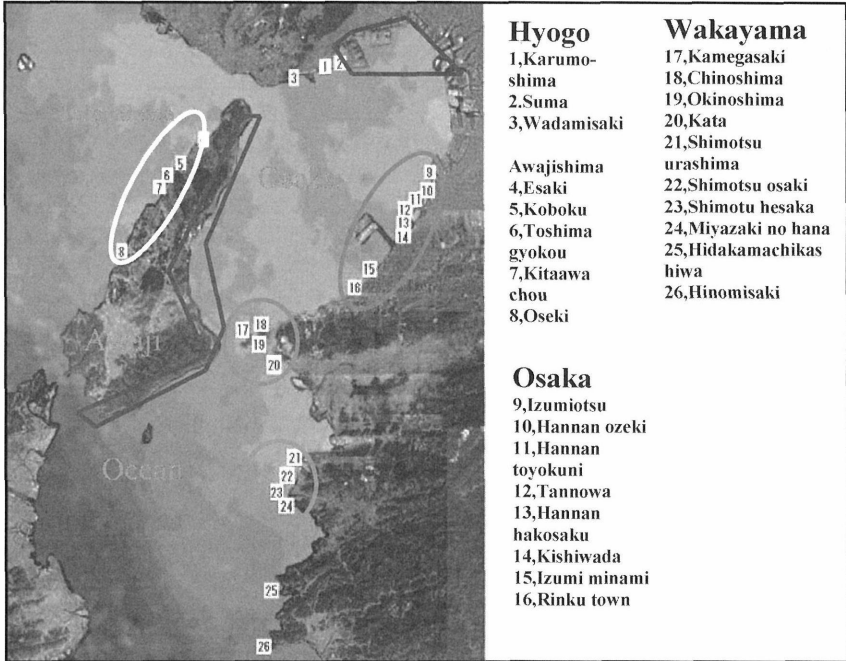 Hyogo
1,Karumo-
shima
2.Suma
3,Wadamisaki
Awajishima
4,Esaki
5,Koboku
6,Toshima
gyokou
7,Kitaawa
chou
8,Oseki
Wakayama
17,Kamegasaki
18,Chinoshima
19,Okinoshima
20,Kata
21,Shimotsu
urashima
22,Shimotsu osaki
23,Shimotu hesaka
24,Miyazaki no hana
25,Hidakamachikas
hiwa
26,Hinomisaki
Osaka
9,Izumiotsu
10,Hannan ozeki
11,Hannan
toyokuni
12,Tannowa
13,Hannan
hakosaku
14,Kishiwada
15,Izumi minami
16,Rinku town
1
2
3
5
6
7
8
9
10
11
12
13
14
15
16
17
18
19
20
Ocean
21
22
23
24
25
26